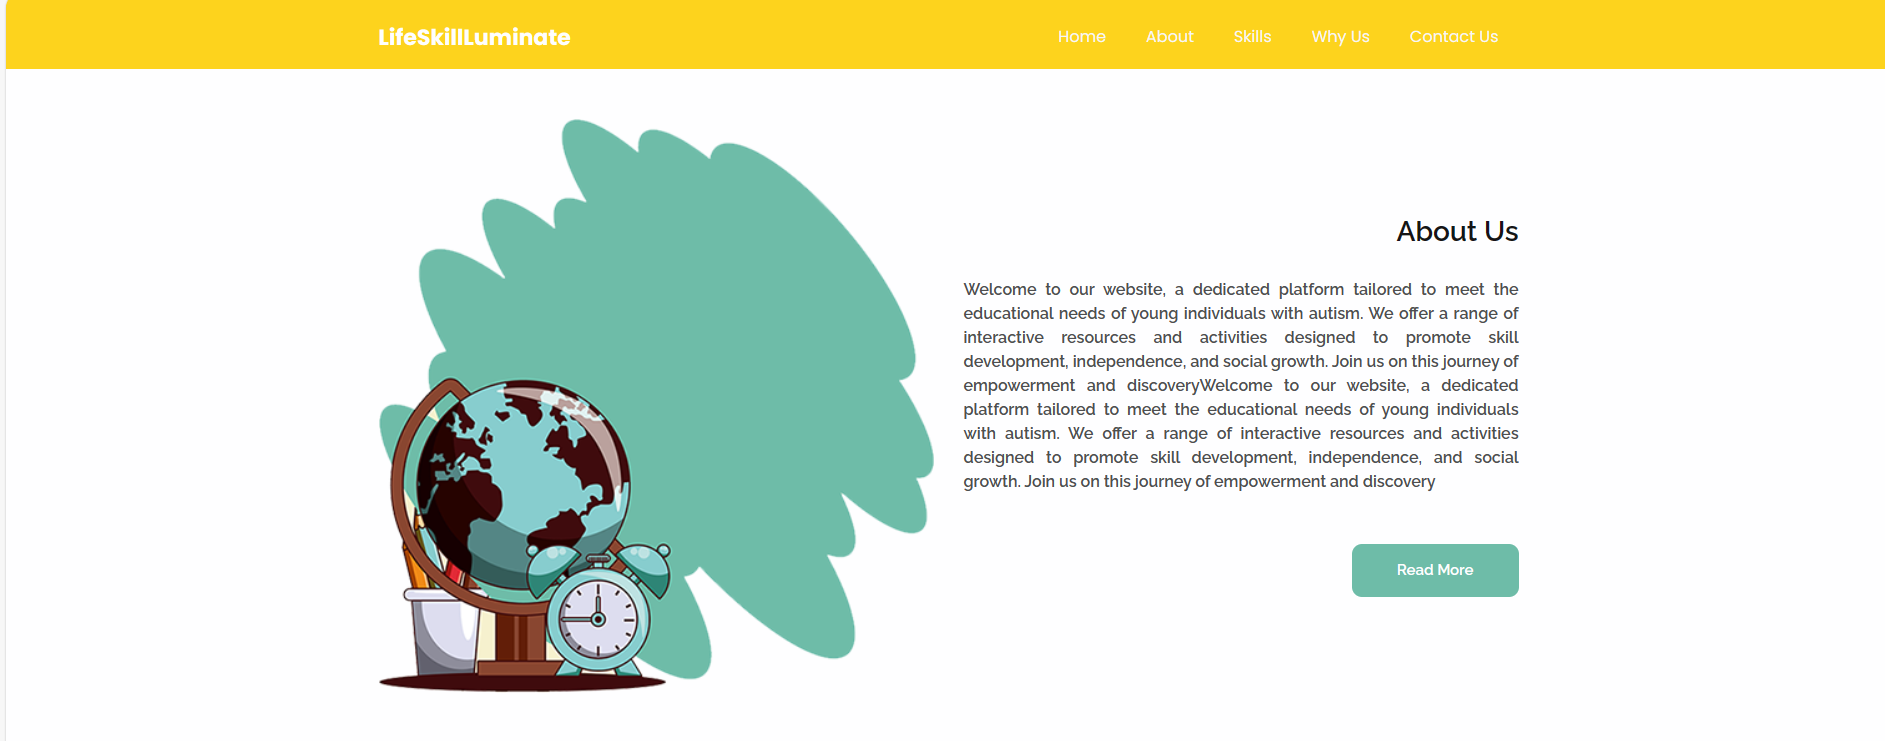 LifeSkillLuminate
Home About Skills Why Us Contact Us
About Us
Welcome to our website, a dedicated platform tailored to meet the
educational needs of young individuals with autism. We offer a range of
interactive resources and activities designed to promote skill
development, independence, and social growth. Join us on this journey of
empowerment and discoveryWelcome to our website, a dedicated
platform tailored to meet the educational needs of young individuals
with autism. We offer a range of interactive resources and activities
designed to promote skill development, independence, and social
growth. Join us on this journey of empowerment and discovery
Read More